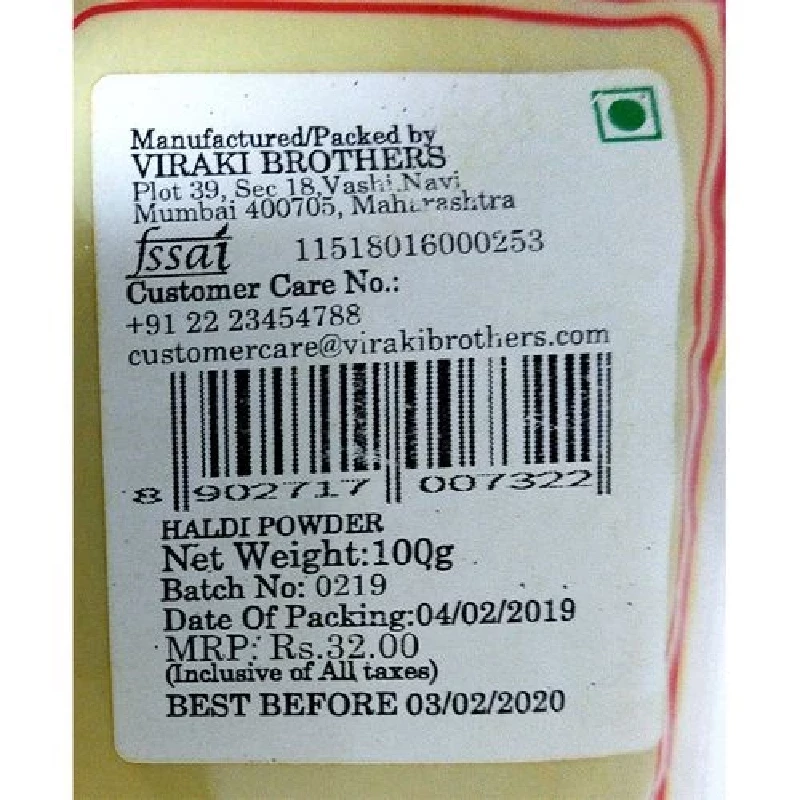 Manufactured/Packed by
VIRAKI BROTHERS
Plot 39, Sec 18,Vashi,Navi
Mumbai 400705, Maharashtra
fssai 11518016000253
Customer Care No.:
+91 22 23454788
customercare@virakibrothers.com
8 902717 007322
HALDI POWDER
Net Weight:100g
Batch No: 0219
Date Of Packing:04/02/2019
MRP: Rs.32.00
(Inclusive of All taxes)
BEST BEFORE 03/02/2020